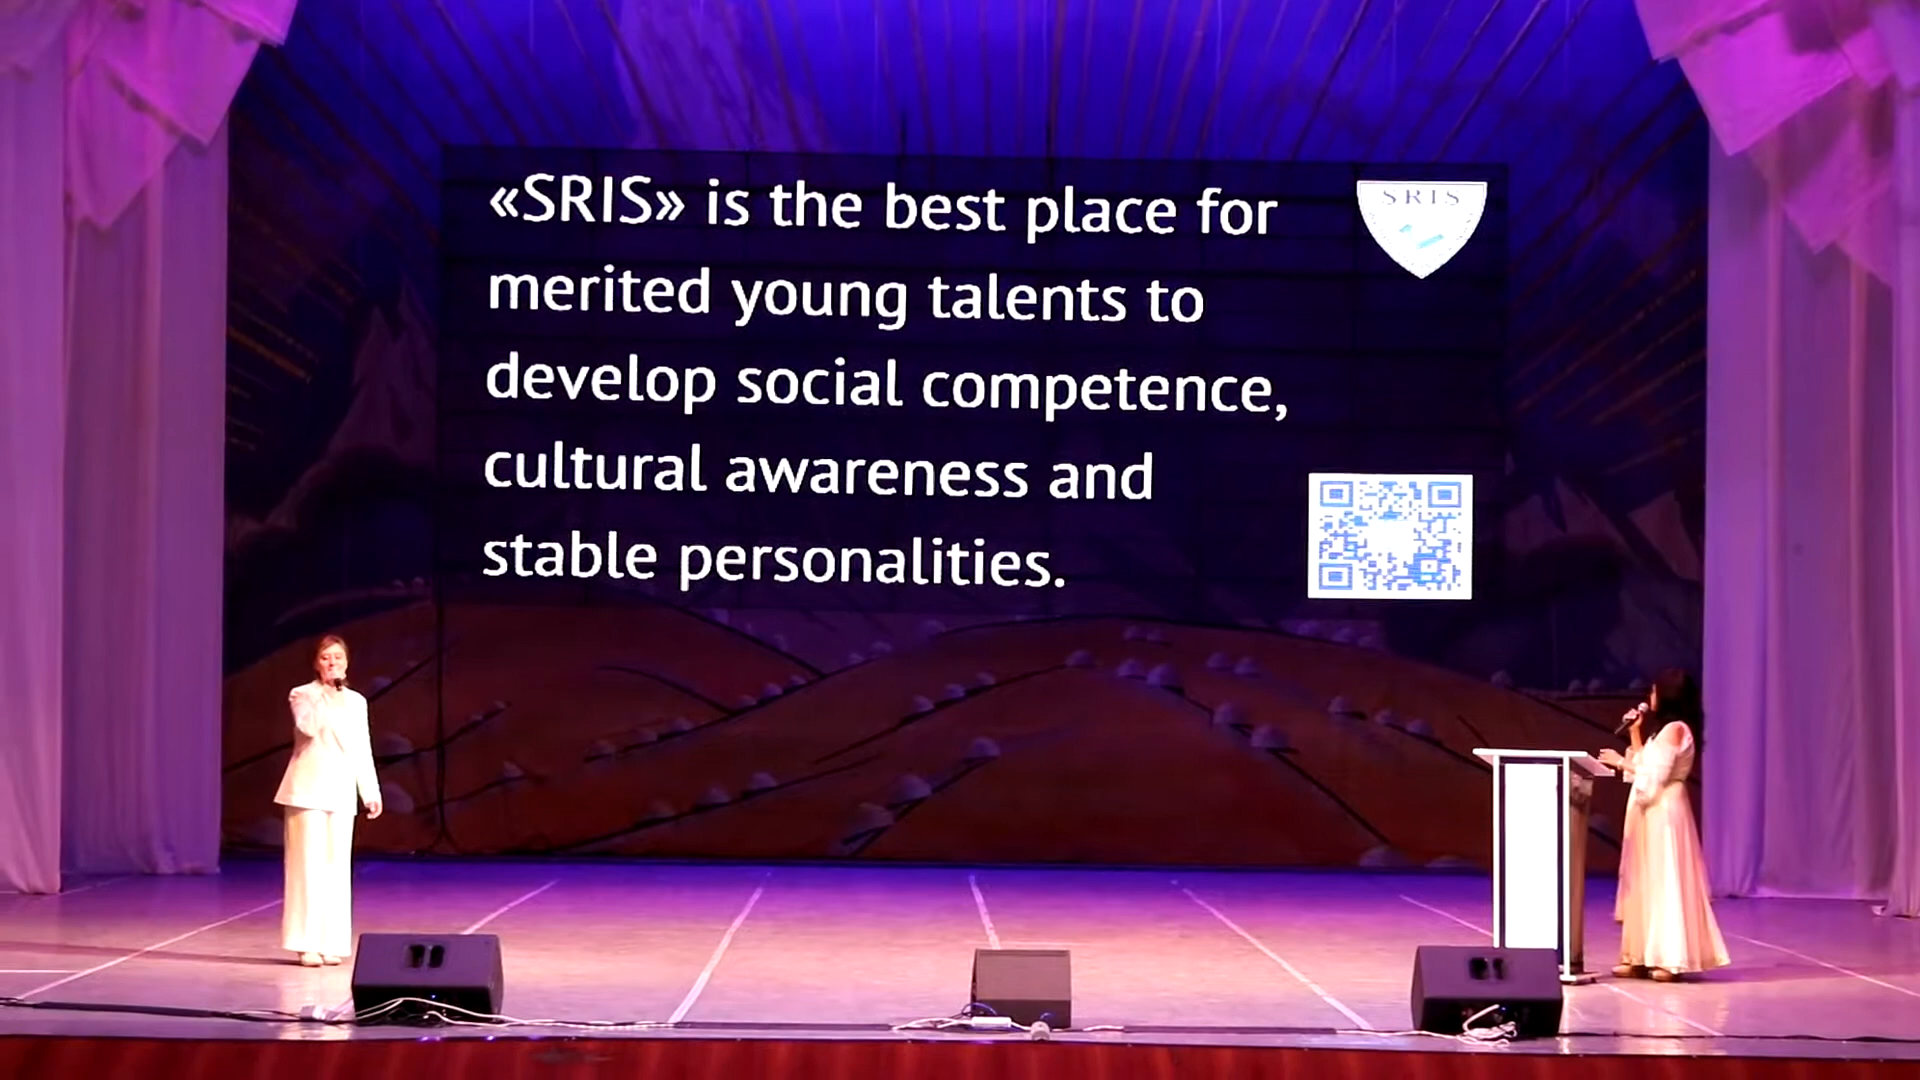 «SRIS» is the best place for
merited young talents to
develop social competence,
cultural awareness and
stable personalities.
SRIS